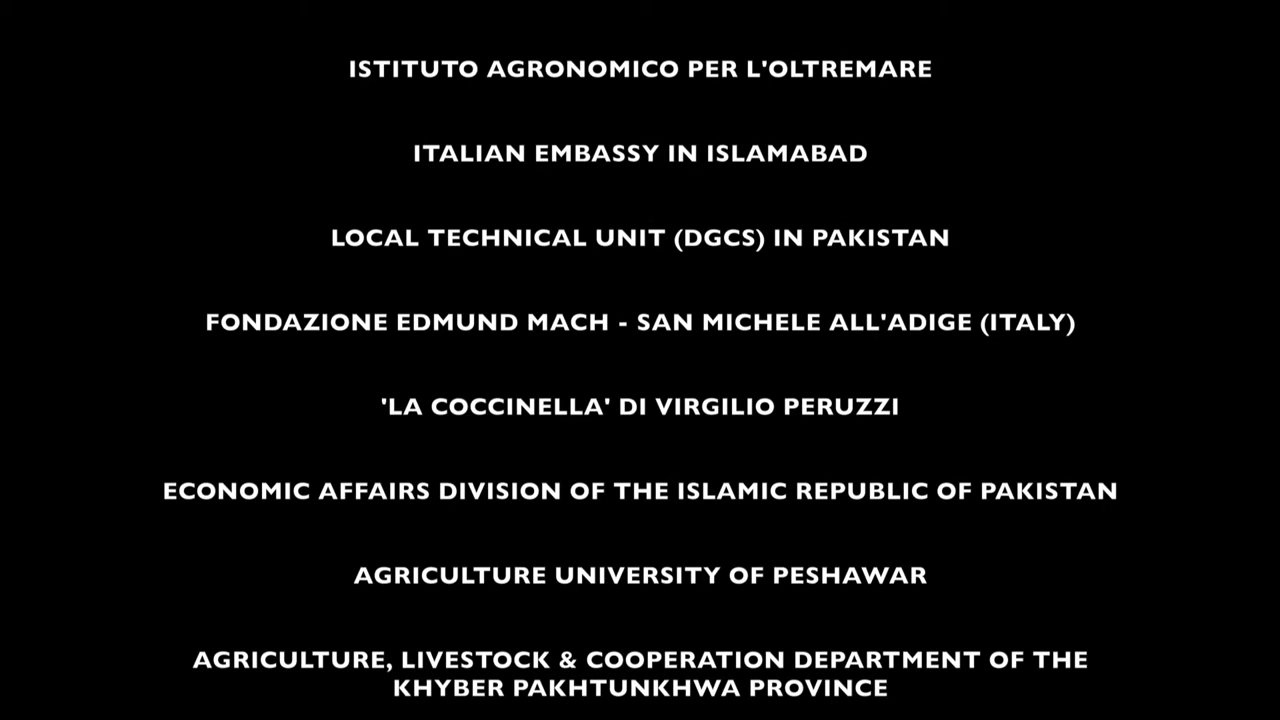 ISTITUTO AGRONOMICO PER L'OLTREMARE
ITALIAN EMBASSY IN ISLAMABAD
LOCAL TECHNICAL UNIT (DGCS) IN PAKISTAN
FONDAZIONE EDMUND MACH - SAN MICHELE ALL'ADIGE (ITALY)
'LA COCCINELLA' DI VIRGILIO PERUZZI
ECONOMIC AFFAIRS DIVISION OF THE ISLAMIC REPUBLIC OF PAKISTAN
AGRICULTURE UNIVERSITY OF PESHAWAR
AGRICULTURE, LIVESTOCK & COOPERATION DEPARTMENT OF THE
KHYBER PAKHTUNKHWA PROVINCE